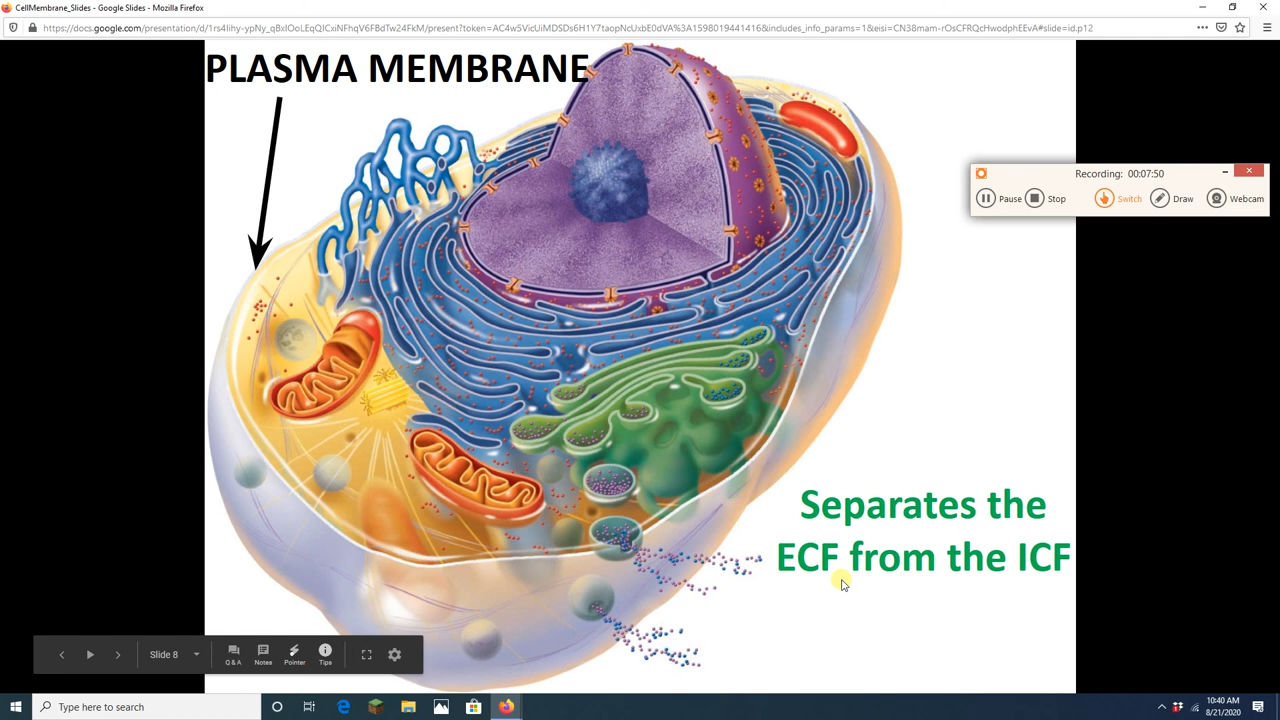 CellMembrane_Slides - Google Slides - Mozilla Firefox
PLASMA MEMBRANE
Recording: 00:07:50
Pause Stop Switch Draw Webcam
Separates the
ECF from the ICF
Slide 8
Q & A Notes Pointer Tips
Type here to search
10:40 AM
8/21/2020